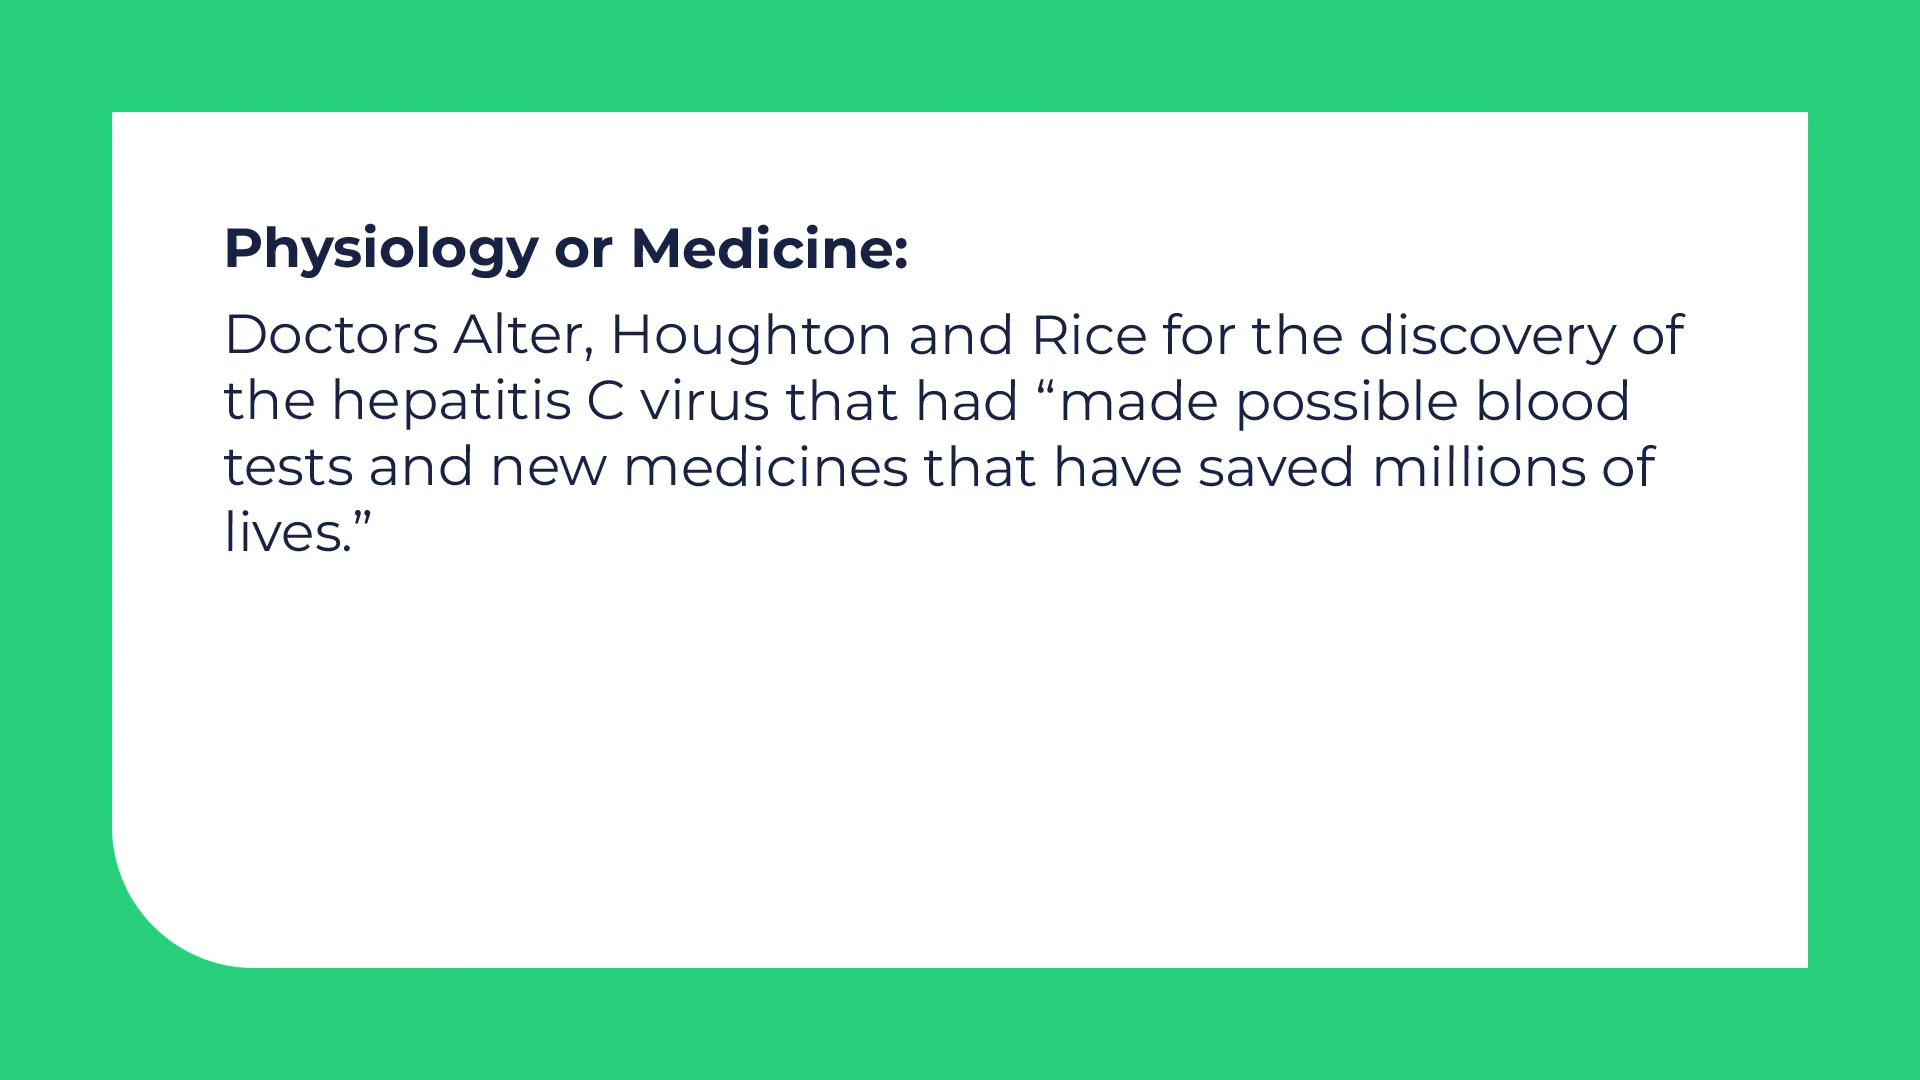 Physiology or Medicine:
Doctors Alter, Houghton and Rice for the discovery of
the hepatitis C virus that had “made possible blood
tests and new medicines that have saved millions of
lives.”